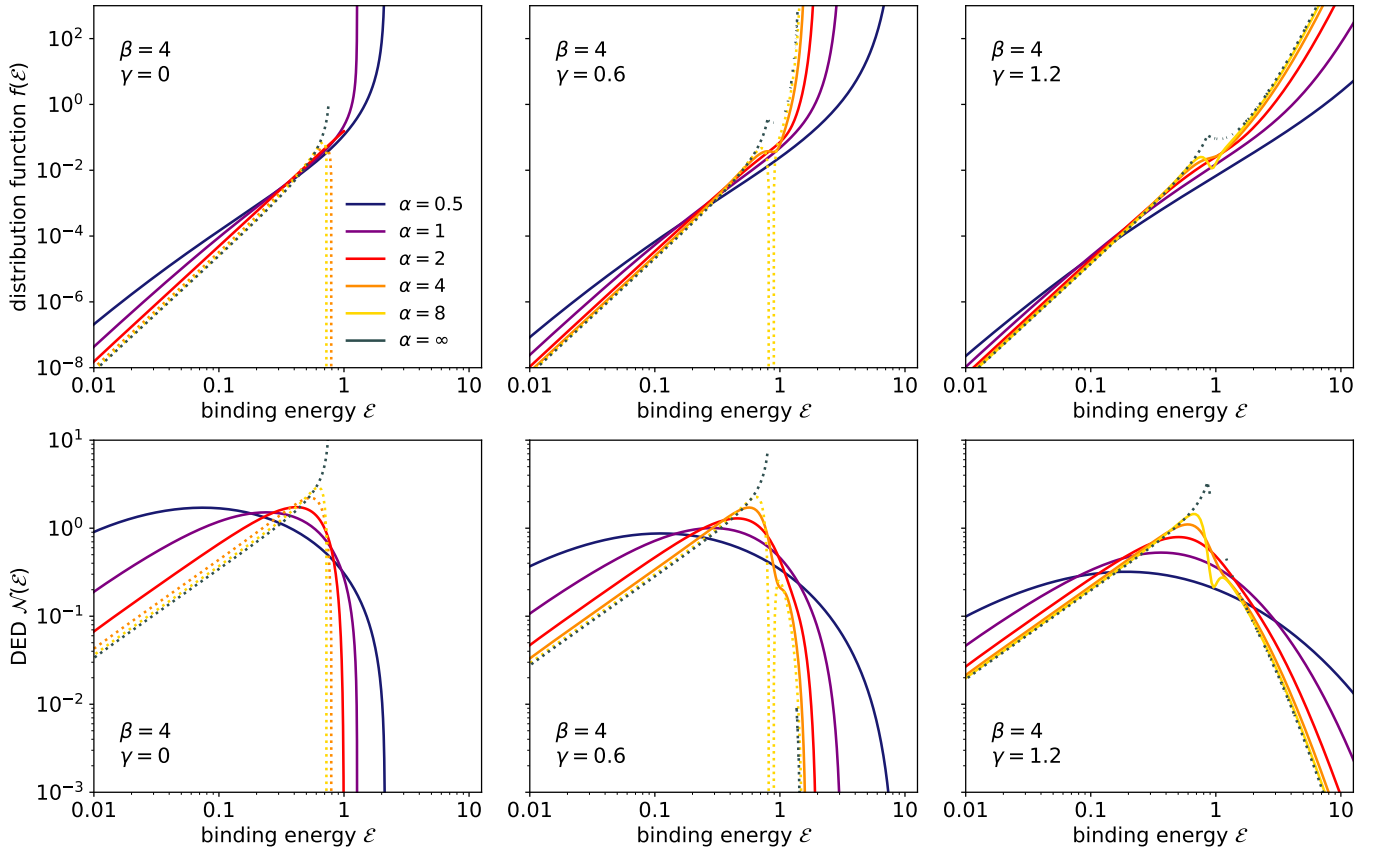 distribution function f(ℰ)
10²
10⁰
10⁻²
10⁻⁴
10⁻⁶
10⁻⁸
β = 4
γ = 0
α = 0.5
α = 1
α = 2
α = 4
α = 8
α = ∞
0.01 0.1 1 10
binding energy ℰ
β = 4
γ = 0.6
0.01 0.1 1 10
binding energy ℰ
β = 4
γ = 1.2
0.01 0.1 1 10
binding energy ℰ
DED 𝒩(ℰ)
10¹
10⁰
10⁻¹
10⁻²
10⁻³
β = 4
γ = 0
0.01 0.1 1 10
binding energy ℰ
β = 4
γ = 0.6
0.01 0.1 1 10
binding energy ℰ
β = 4
γ = 1.2
0.01 0.1 1 10
binding energy ℰ